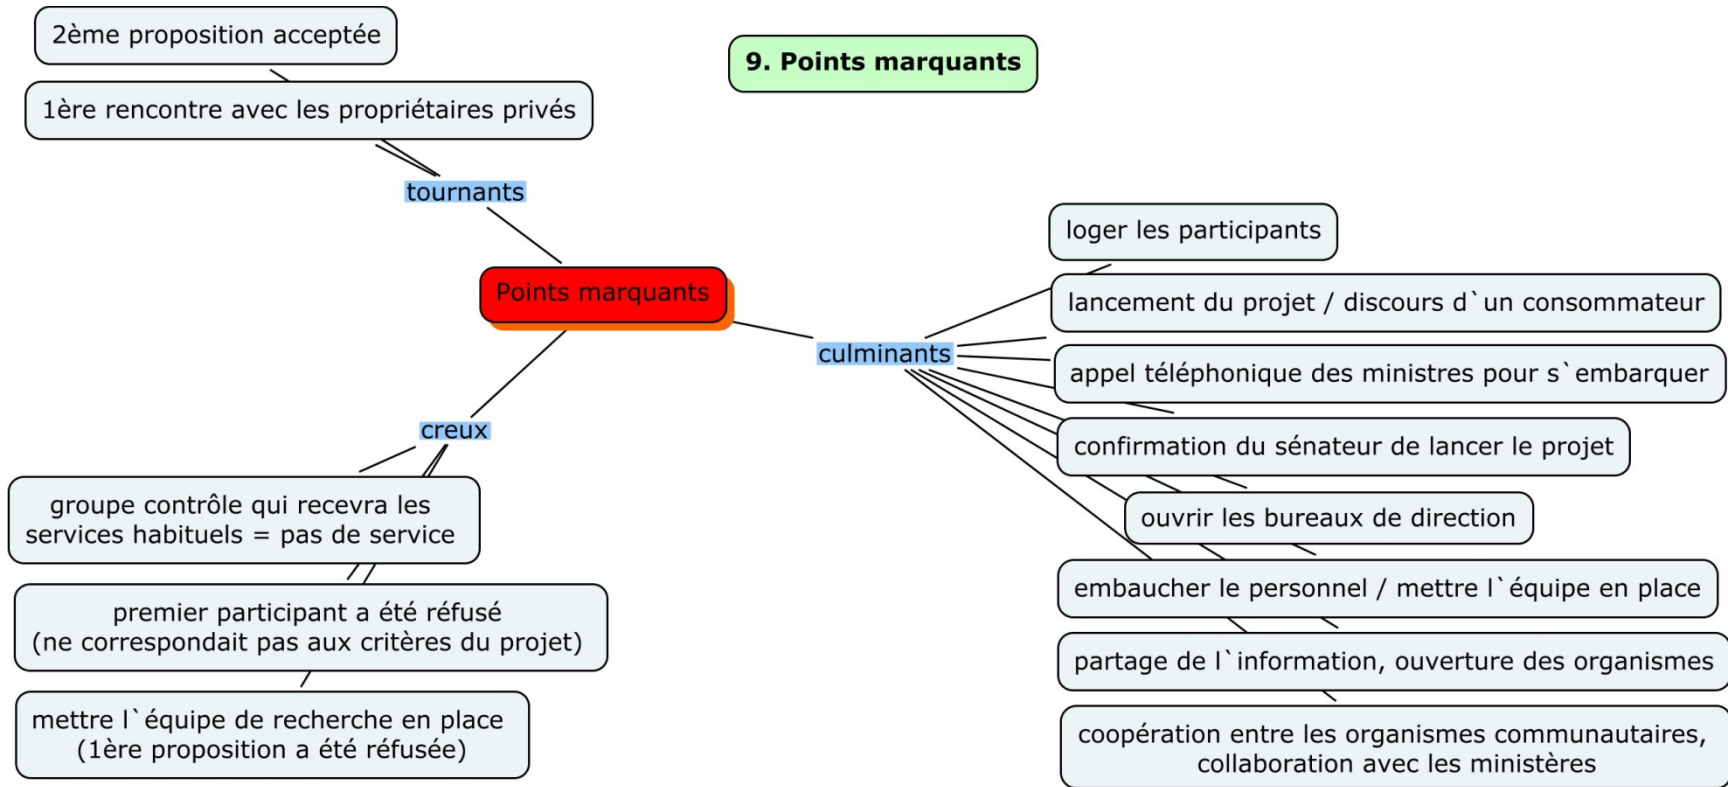 2ème proposition acceptée
9. Points marquants
1ère rencontre avec les propriétaires privés
tournants
Points marquants
culminants
loger les participants
lancement du projet / discours d`un consommateur
appel téléphonique des ministres pour s`embarquer
confirmation du sénateur de lancer le projet
ouvrir les bureaux de direction
embaucher le personnel / mettre l`équipe en place
partage de l`information, ouverture des organismes
coopération entre les organismes communautaires,
collaboration avec les ministères
creux
groupe contrôle qui recevra les
services habituels = pas de service
premier participant a été réfusé
(ne correspondait pas aux critères du projet)
mettre l`équipe de recherche en place
(1ère proposition a été réfusée)